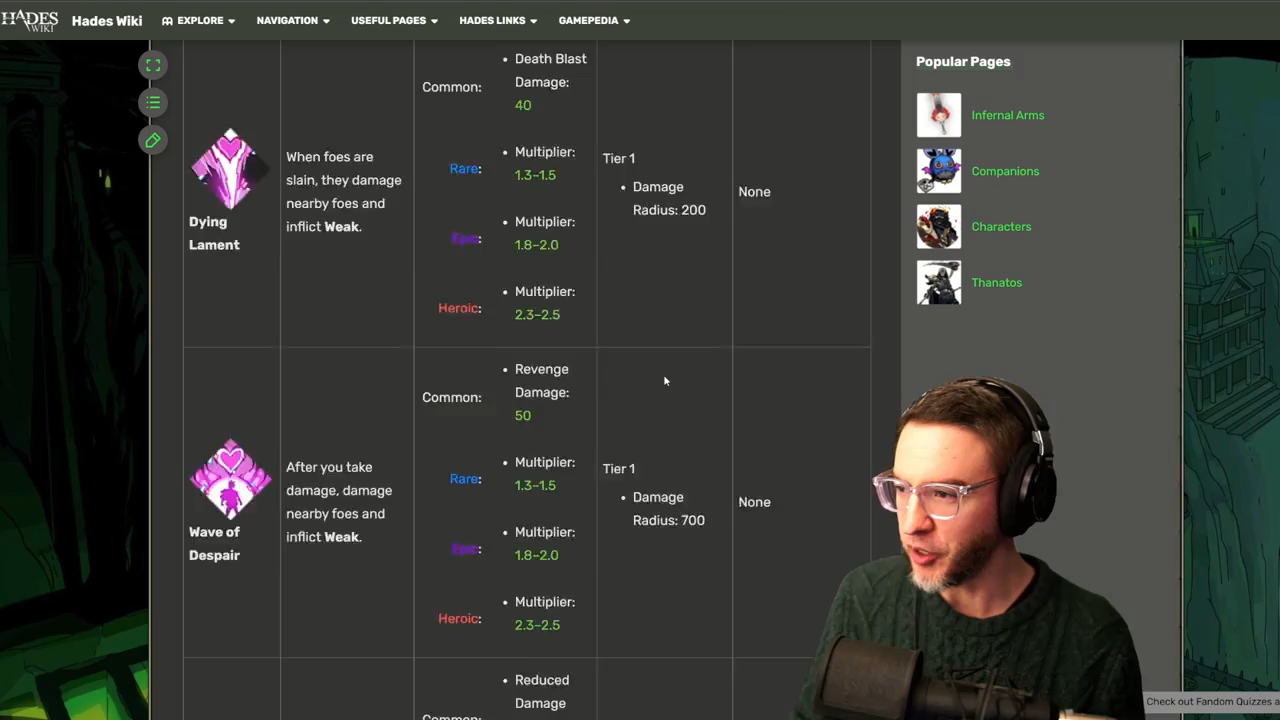 HADES
WIKI
Hades Wiki
EXPLORE
NAVIGATION
USEFUL PAGES
HADES LINKS
GAMEPEDIA
Dying
Lament
When foes are
slain, they damage
nearby foes and
inflict Weak.
Common:
• Death Blast
Damage:
40
Rare:
• Multiplier:
1.3–1.5
Epic:
• Multiplier:
1.8–2.0
Heroic:
• Multiplier:
2.3–2.5
Tier 1
• Damage
Radius: 200
None
Wave of
Despair
After you take
damage, damage
nearby foes and
inflict Weak.
Common:
• Revenge
Damage:
50
Rare:
• Multiplier:
1.3–1.5
Epic:
• Multiplier:
1.8–2.0
Heroic:
• Multiplier:
2.3–2.5
Tier 1
• Damage
Radius: 700
None
Common:
• Reduced
Damage
Popular Pages
Infernal Arms
Companions
Characters
Thanatos
Check out Fandom Quizzes a